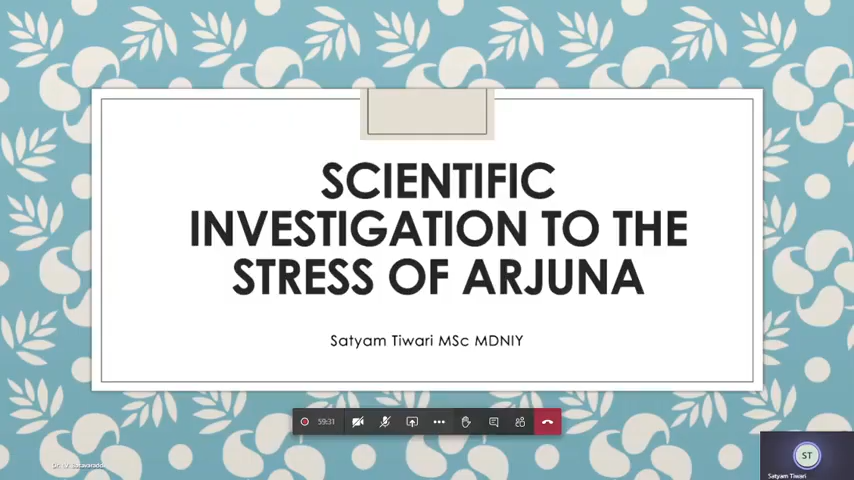 SCIENTIFIC
INVESTIGATION TO THE
STRESS OF ARJUNA
Satyam Tiwari MSc MDNIY
59:31
ST
Satyam Tiwari